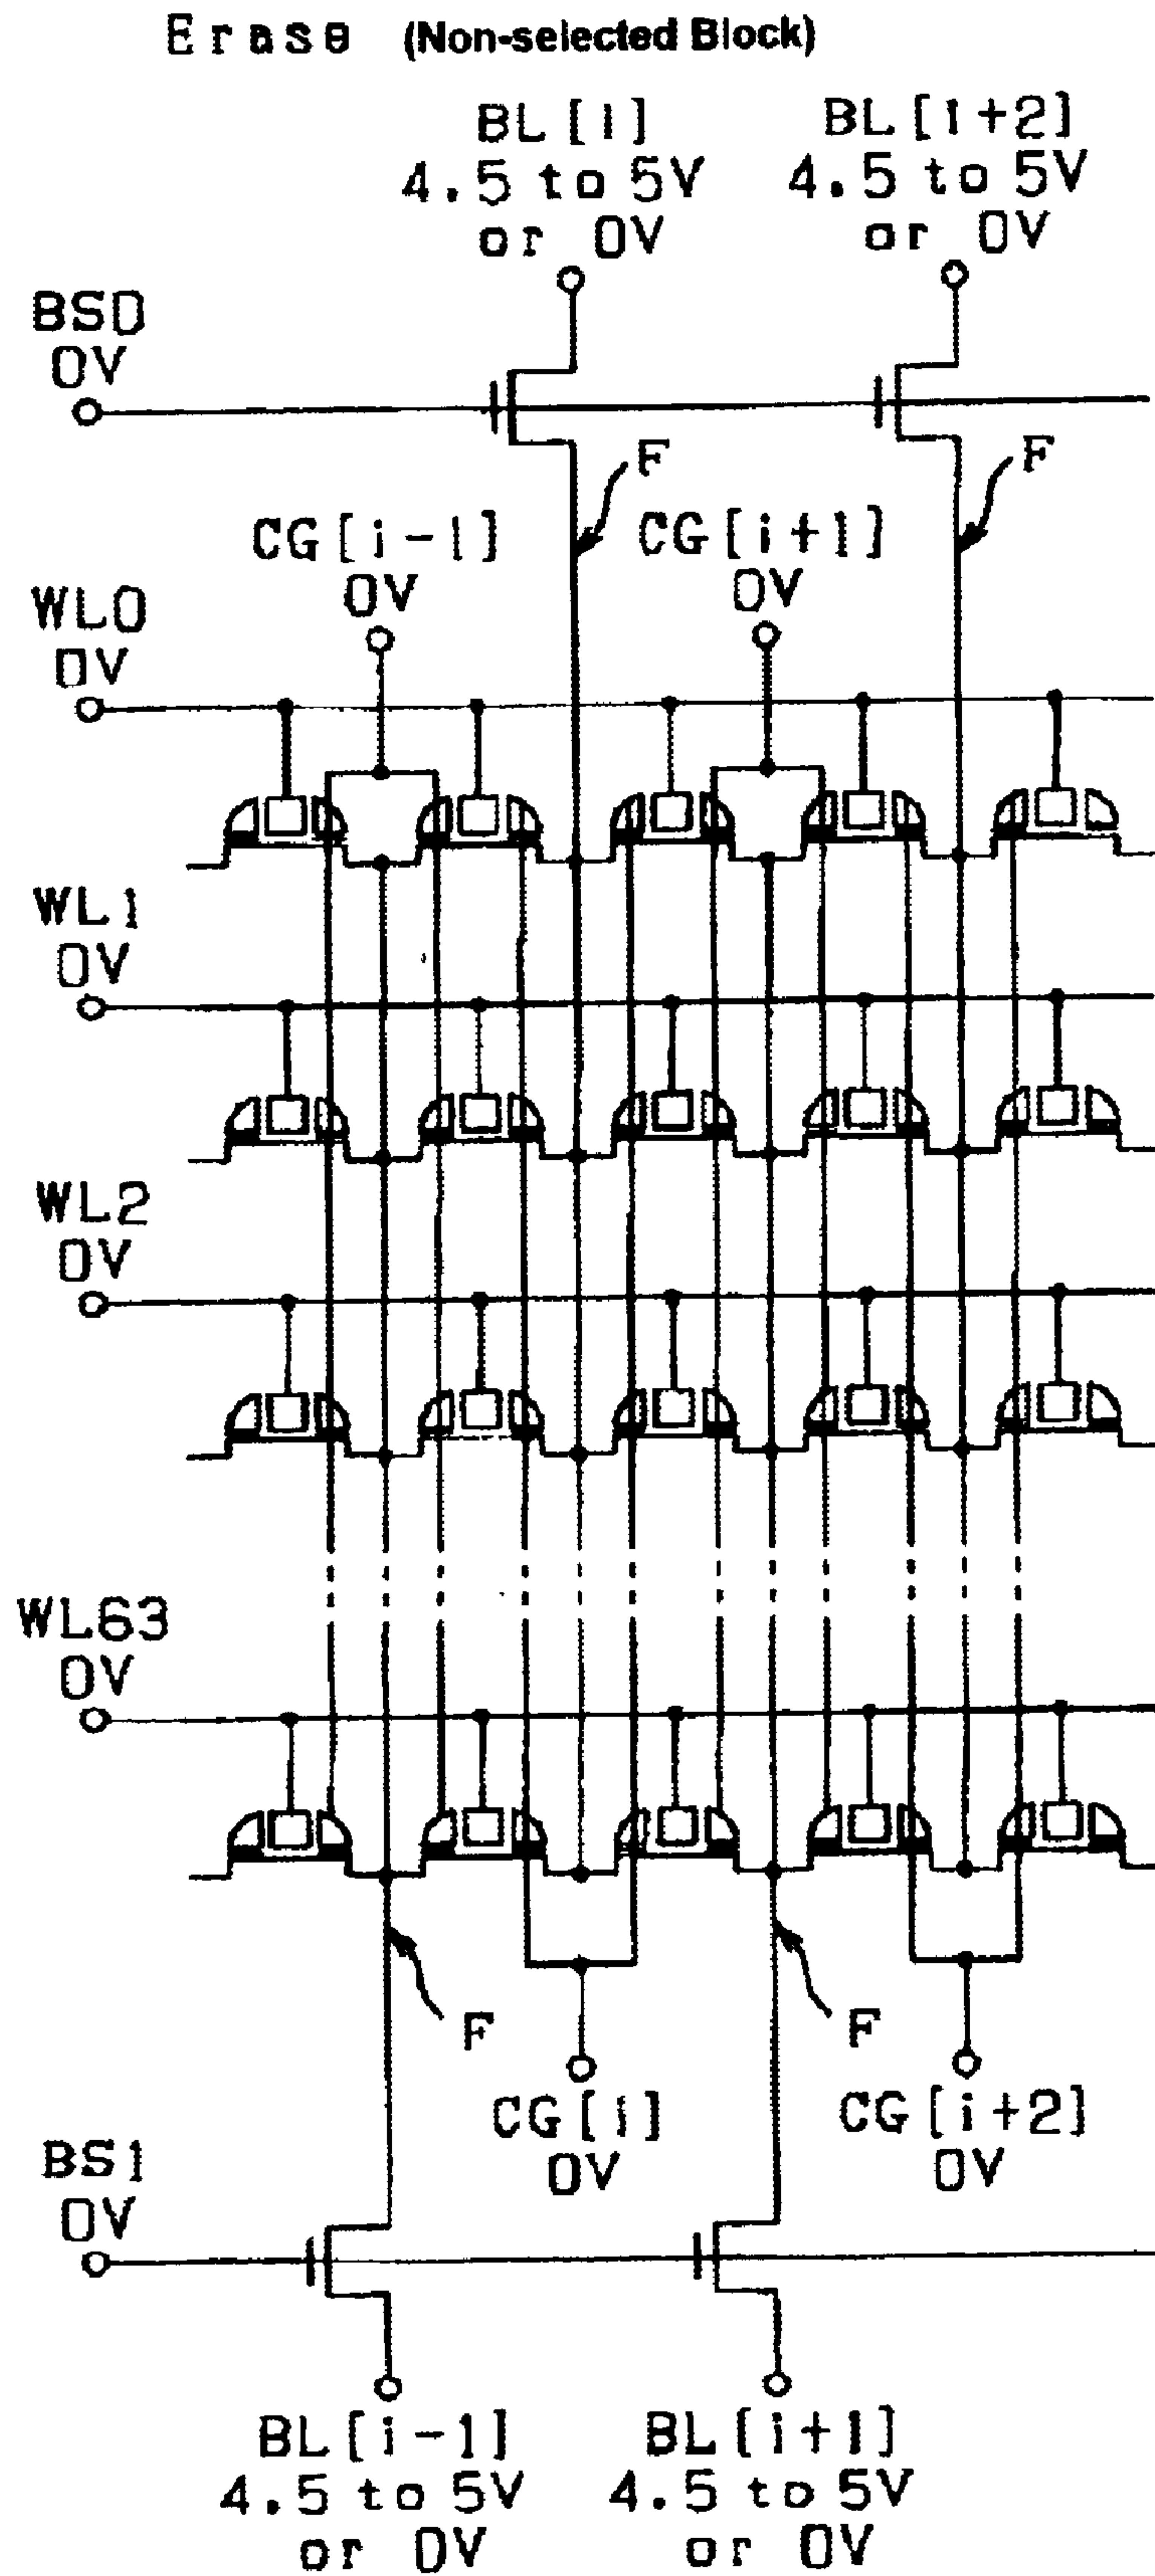 Erase (Non-selected Block)
BL[i] BL[i+2]
4.5 to 5V 4.5 to 5V
or 0V or 0V
BS0
0V
F F
CG[i-1] CG[i+1]
0V 0V
WL0
0V
WL1
0V
WL2
0V
WL63
0V
F F
CG[i] CG[i+2]
0V 0V
BS1
0V
BL[i-1] BL[i+1]
4.5 to 5V 4.5 to 5V
or 0V or 0V